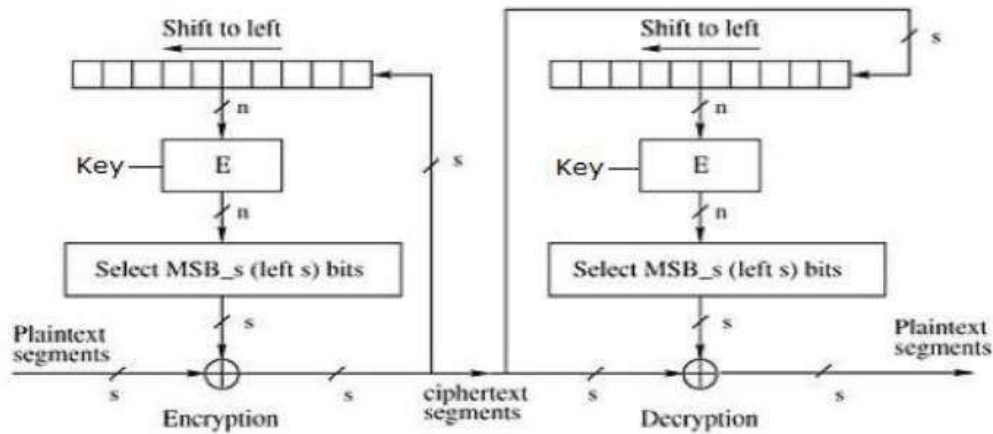 Shift to left
n
Key
E
n
Select MSB_s (left s) bits
s
Plaintext
segments
s
Encryption
s
s
ciphertext
segments
Shift to left
s
n
Key
E
n
Select MSB_s (left s) bits
s
s
Decryption
s
Plaintext
segments